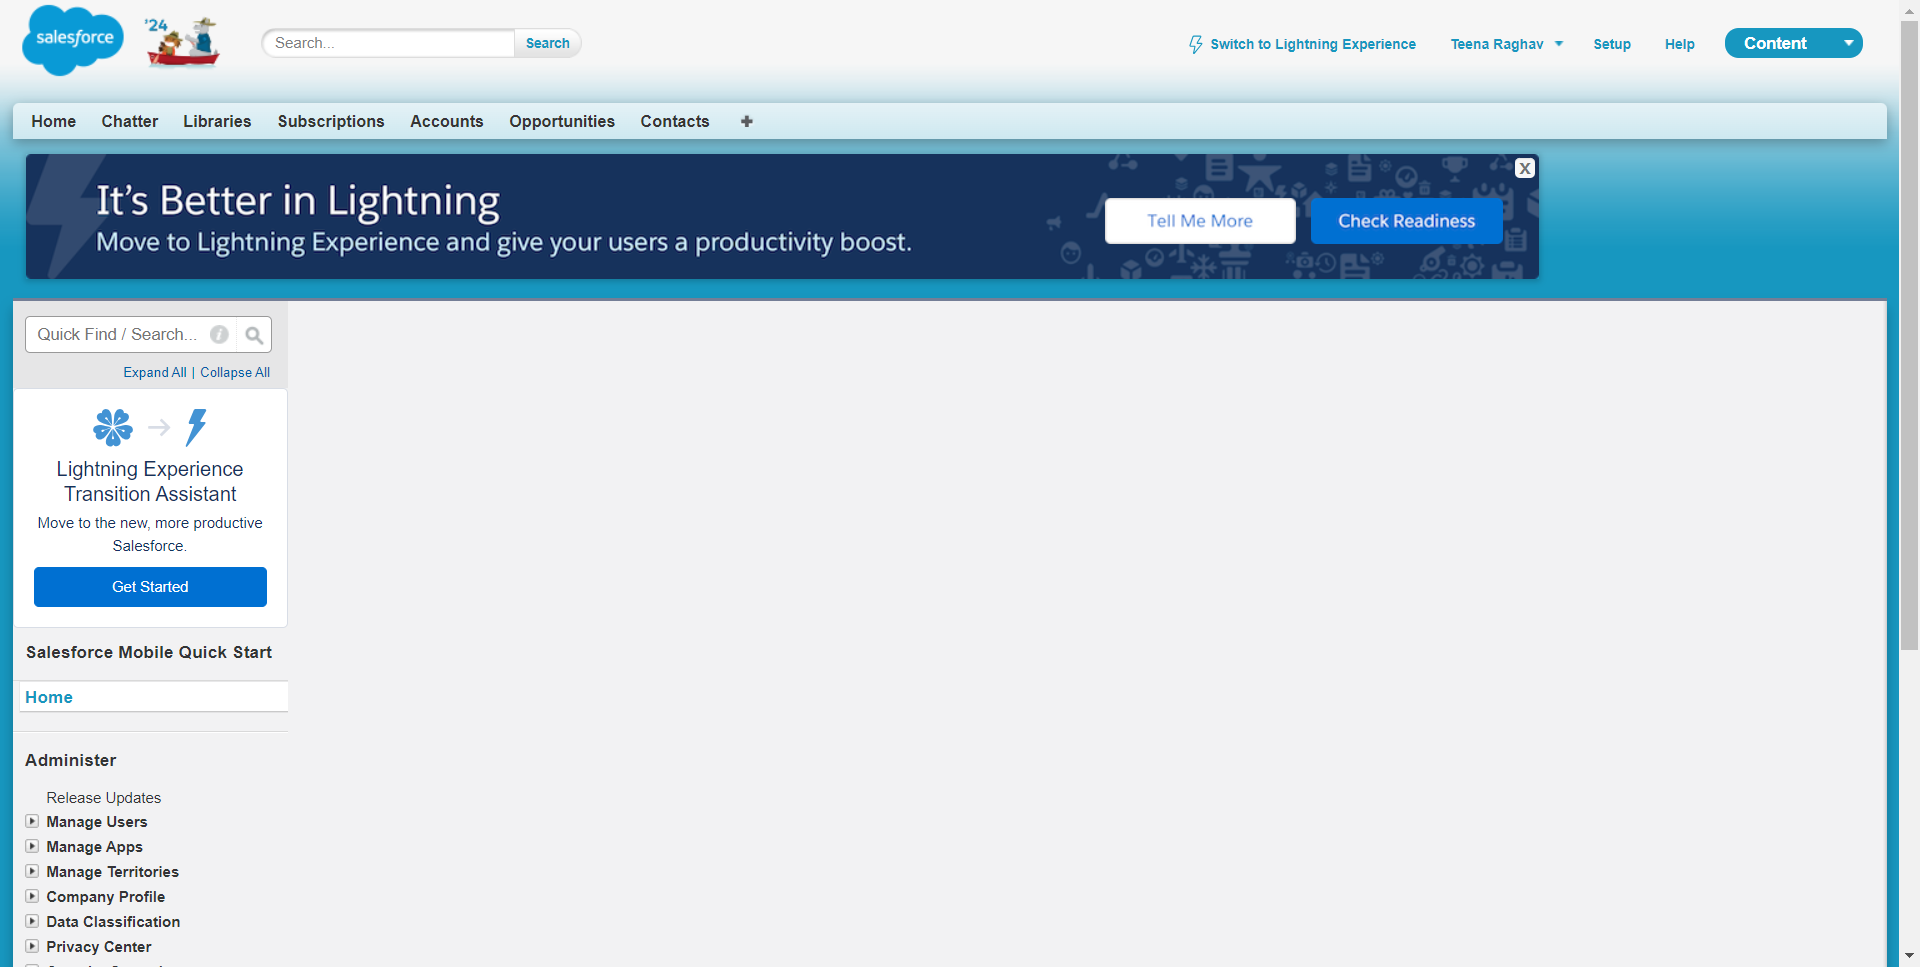 salesforce
'24
Search...
Search
Switch to Lightning Experience
Teena Raghav
Setup
Help
Content
Home
Chatter
Libraries
Subscriptions
Accounts
Opportunities
Contacts
It's Better in Lightning
Move to Lightning Experience and give your users a productivity boost.
Tell Me More
Check Readiness
X
Quick Find / Search...
Expand All | Collapse All
Lightning Experience
Transition Assistant
Move to the new, more productive
Salesforce.
Get Started
Salesforce Mobile Quick Start
Home
Administer
Release Updates
Manage Users
Manage Apps
Manage Territories
Company Profile
Data Classification
Privacy Center